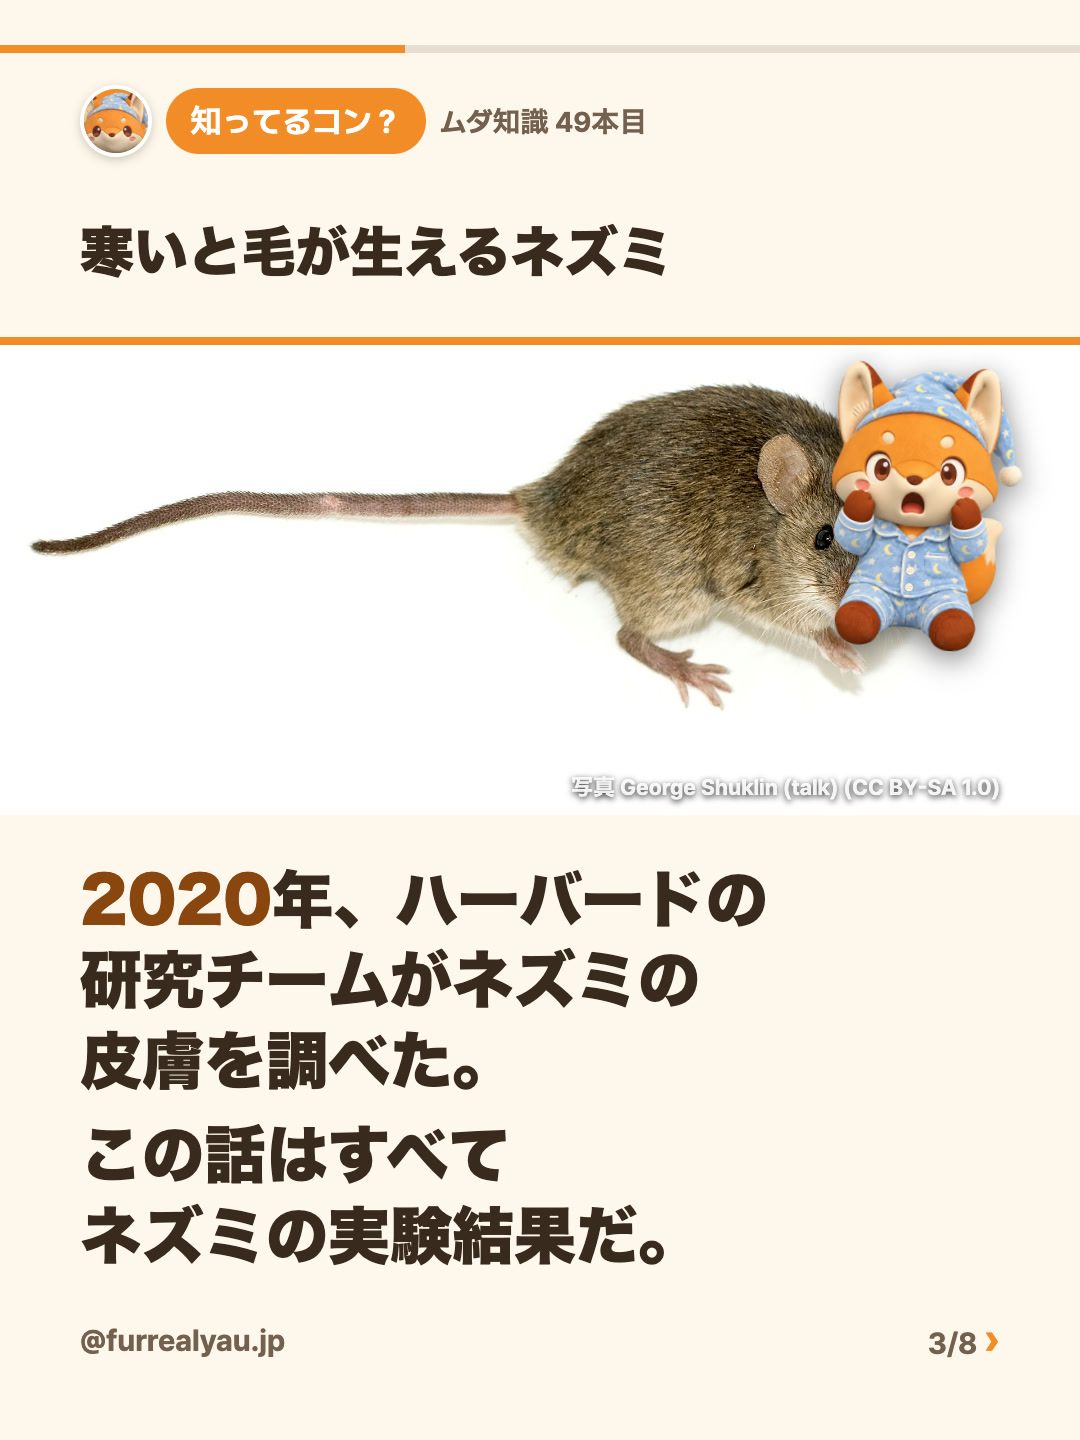 知ってるコン？
ムダ知識 49本目
寒いと毛が生えるネズミ
写真 George Shuklin (talk) (CC BY-SA 1.0)
2020年、ハーバードの
研究チームがネズミの
皮膚を調べた。
この話はすべて
ネズミの実験結果だ。
@furrealyau.jp
3/8 ›